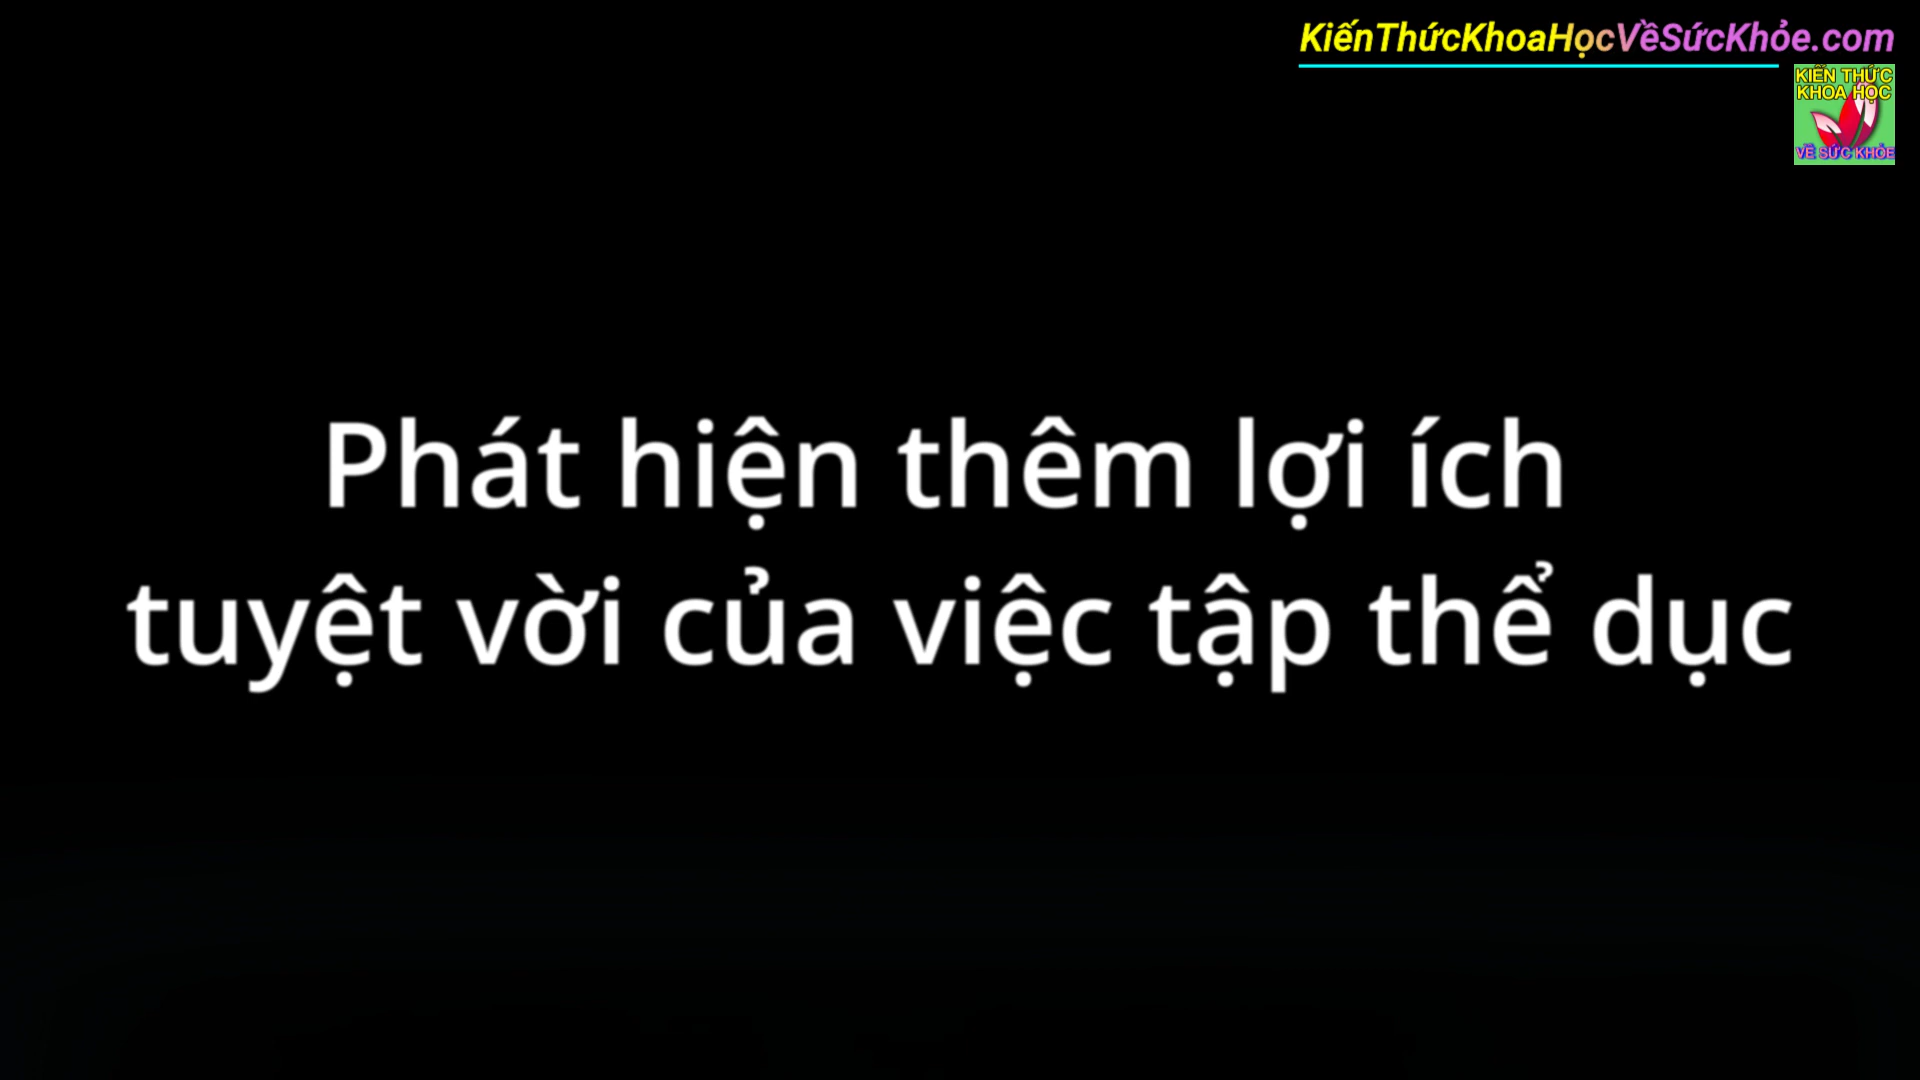 KiếnThứcKhoaHọcVềSứcKhỏe.com
KIẾN THỨC
KHOA HỌC
VỀ SỨC KHỎE
Phát hiện thêm lợi ích
tuyệt vời của việc tập thể dục